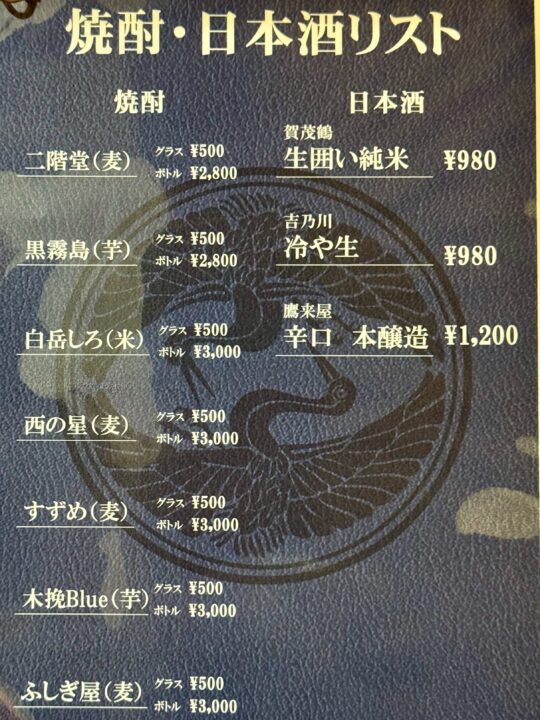 焼酎・日本酒リスト
焼酎
二階堂（麦） グラス ¥500
ボトル ¥2,800
黒霧島（芋） グラス ¥500
ボトル ¥2,800
白岳しろ（米） グラス ¥500
ボトル ¥3,000
西の星（麦） グラス ¥500
ボトル ¥3,000
すずめ（麦） グラス ¥500
ボトル ¥3,000
木挽Blue（芋） グラス ¥500
ボトル ¥3,000
ふしぎ屋（麦） グラス ¥500
ボトル ¥3,000
日本酒
賀茂鶴
生囲い純米 ¥980
吉乃川
冷や生 ¥980
鷹来屋
辛口 本醸造 ¥1,200